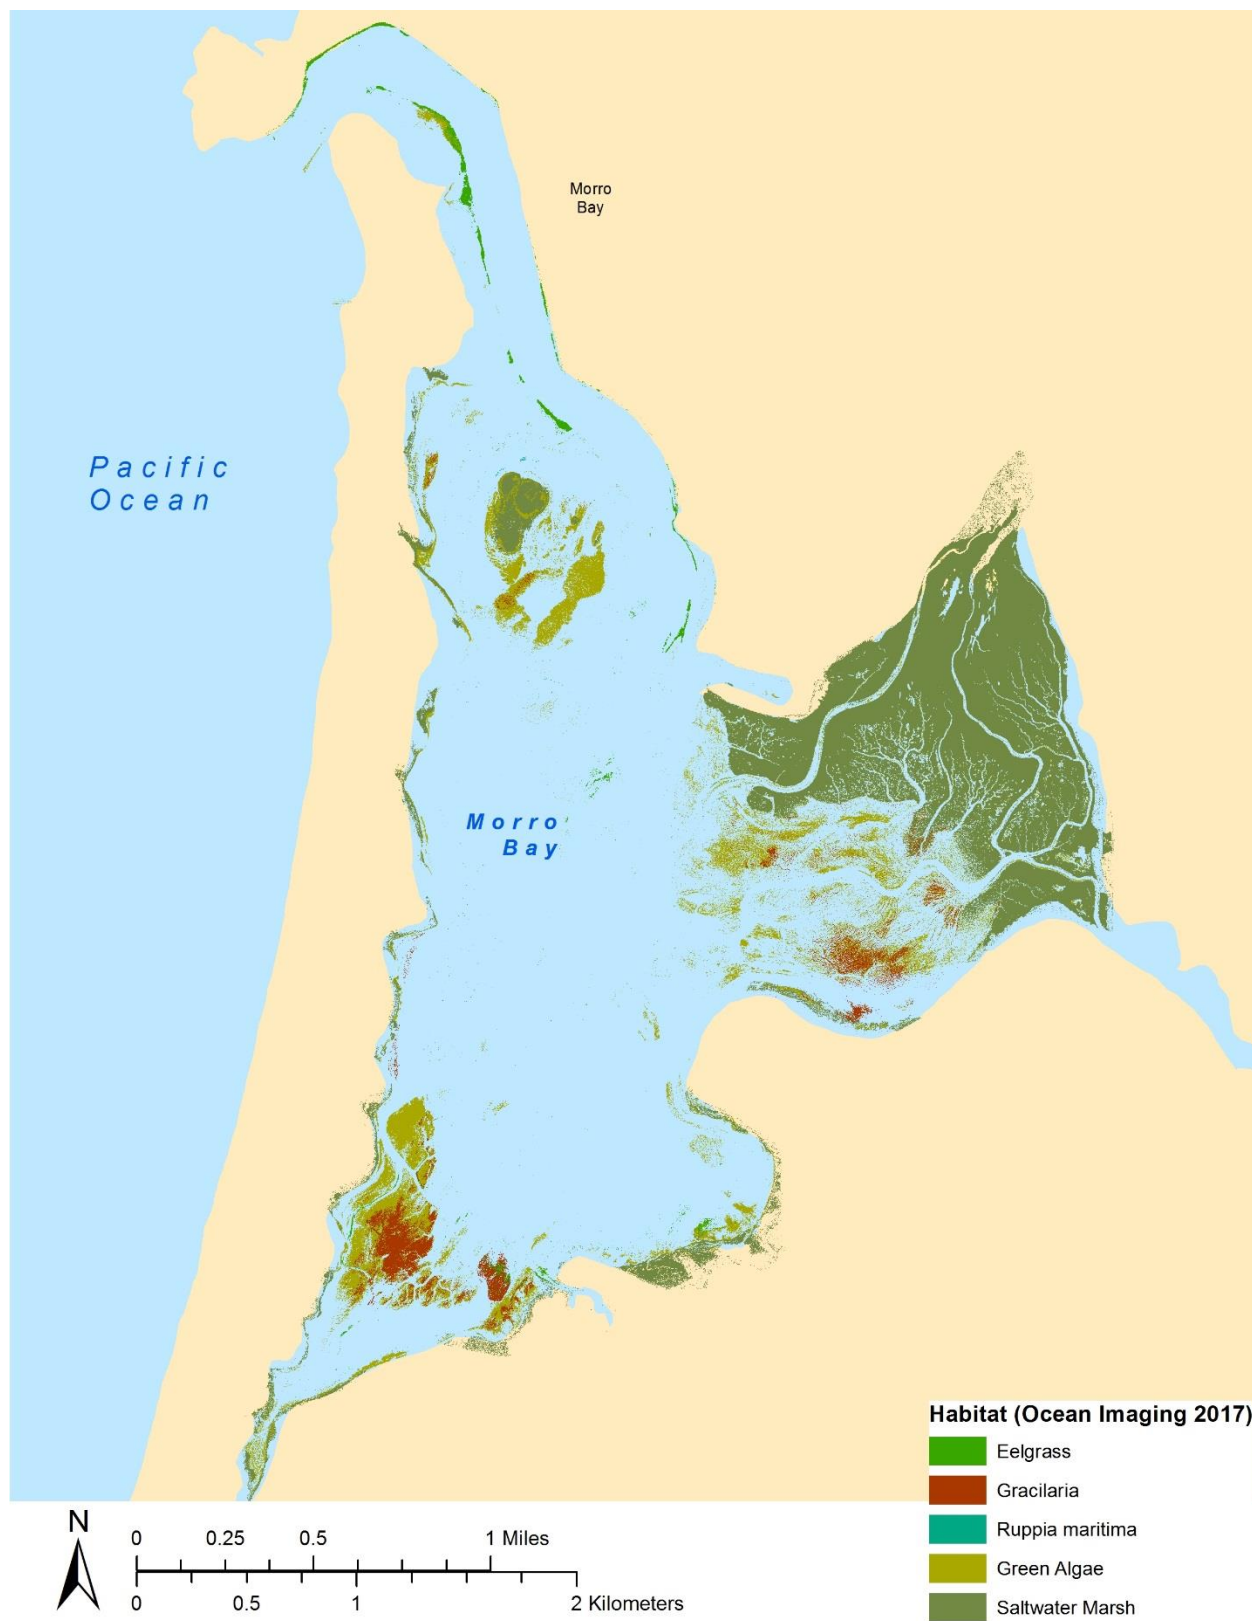 Morro
Bay
Pacific
Ocean
Morro
Bay
Habitat (Ocean Imaging 2017)
Eelgrass
Gracilaria
Ruppia maritima
Green Algae
Saltwater Marsh
N
0 0.25 0.5 1 Miles
0 0.5 1 2 Kilometers